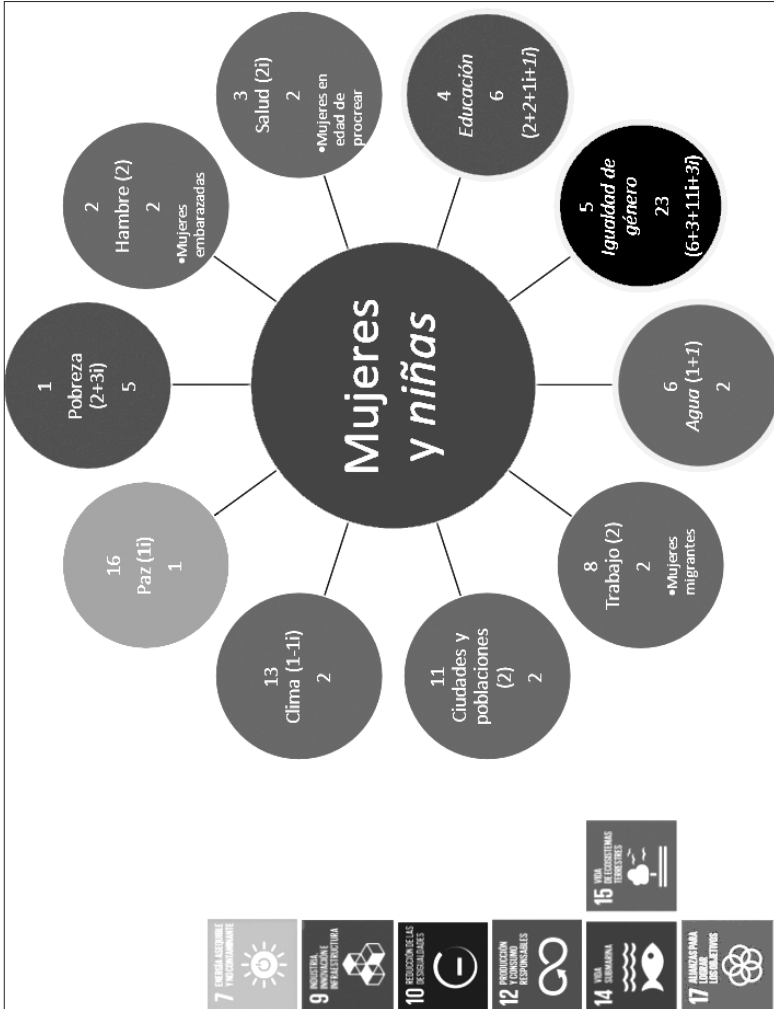 Mujeres
y niñas
1
Pobreza
(2+3i)
5
2
Hambre (2)
2
•Mujeres
embarazadas
3
Salud (2i)
2
•Mujeres en
edad de
procrear
4
Educación
6
(2+2+1i+1i)
5
Igualdad de
género
23
(6+3+11i+3i)
6
Agua (1+1)
2
8
Trabajo (2)
2
•Mujeres
migrantes
11
Ciudades y
poblaciones
(2)
2
13
Clima (1-1i)
2
16
Paz (1i)
1
7 ENERGÍA ASEQUIBLE
Y NO CONTAMINANTE
9 INDUSTRIA,
INNOVACIÓN E
INFRAESTRUCTURA
10 REDUCCIÓN DE LAS
DESIGUALDADES
12 PRODUCCIÓN
Y CONSUMO
RESPONSABLES
14 VIDA
SUBMARINA
15 VIDA
DE ECOSISTEMAS
TERRESTRES
17 ALIANZAS PARA
LOGRAR
LOS OBJETIVOS